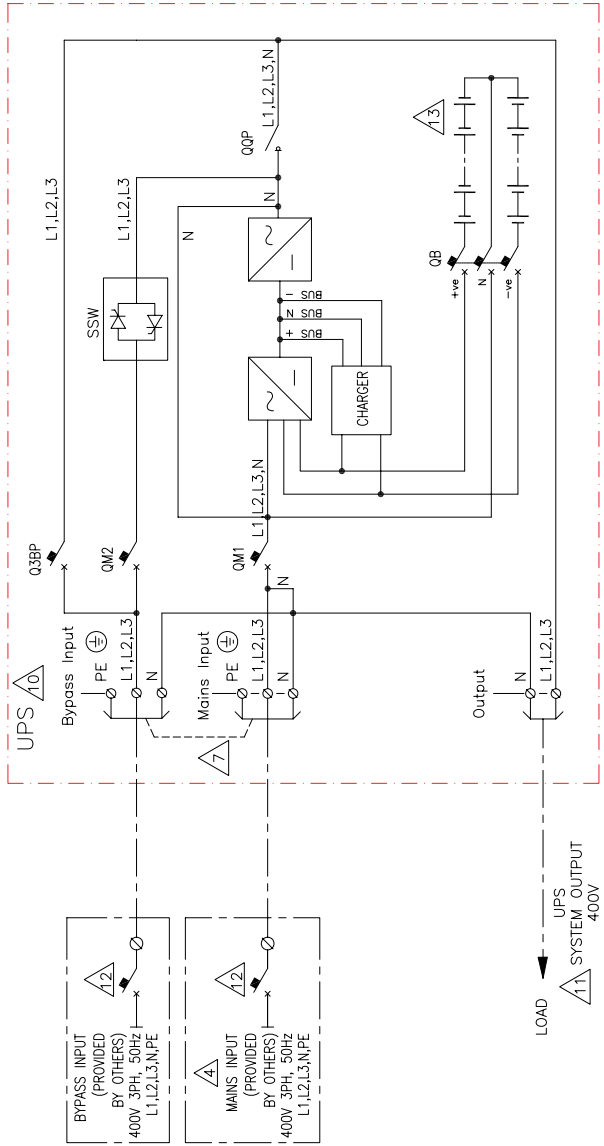 UPS
10
Bypass Input
PE
L1,L2,L3
N
Mains Input
PE
L1,L2,L3
N
7
Output
N
L1,L2,L3
Q3BP
L1,L2,L3
QM2
SSW
L1,L2,L3
N
QM1
N
L1,L2,L3,N
BUS +
BUS N
BUS -
CHARGER
N
QQP
L1,L2,L3,N
QB
+ve
N
-ve
13
BYPASS INPUT
(PROVIDED
BY OTHERS)
400V 3PH, 50Hz
L1,L2,L3,N,PE
12
4
MAINS INPUT
(PROVIDED
BY OTHERS)
400V 3PH, 50Hz
L1,L2,L3,N,PE
12
LOAD
11
UPS
SYSTEM OUTPUT
400V